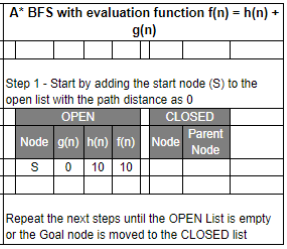 A* BFS with evaluation function f(n) = h(n) +
g(n)
Step 1 - Start by adding the start node (S) to the
open list with the path distance as 0
OPEN CLOSED
Node g(n) h(n) f(n) Node Parent
Node
S 0 10 10
Repeat the next steps until the OPEN List is empty
or the Goal node is moved to the CLOSED list